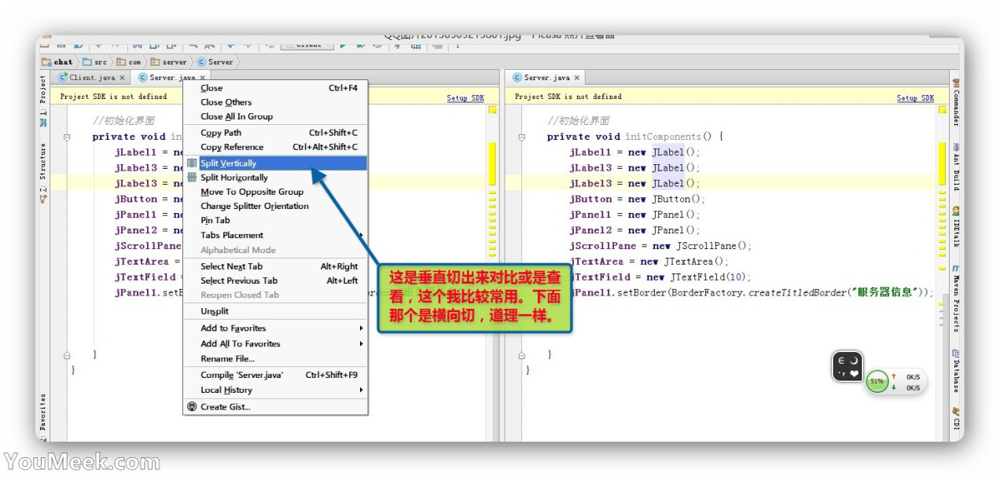 chat src com server Server
Client.java Server.java
Server.java
Project SDK is not defined
Setup SDK
Project SDK is not defined
Setup SDK
1: Project
Z: Structure
Favorites
//初始化界面
private void in
jLabel1 = ne
jLabel3 = ne
jLabel3 = ne
jButton = ne
jPanel1 = ne
jPanel2 = ne
jScrollPane
jTextArea =
jTextField =
jPanel1.setB
}
}
Close Ctrl+F4
Close Others
Close All In Group
Copy Path Ctrl+Shift+C
Copy Reference Ctrl+Alt+Shift+C
Split Vertically
Split Horizontally
Move To Opposite Group
Change Splitter Orientation
Pin Tab
Tabs Placement
Alphabetical Mode
Select Next Tab Alt+Right
Select Previous Tab Alt+Left
Reopen Closed Tab
Unsplit
Add to Favorites
Add All To Favorites
Rename File...
Compile 'Server.java' Ctrl+Shift+F9
Local History
Create Gist...
这是垂直切出来对比或是查
看，这个我比较常用。下面
那个是横向切，道理一样。
//初始化界面
private void initComponents() {
jLabel1 = new JLabel();
jLabel3 = new JLabel();
jLabel3 = new JLabel();
jButton = new JButton();
jPanel1 = new JPanel();
jPanel2 = new JPanel();
jScrollPane = new JScrollPane();
jTextArea = new JTextArea();
jTextField = new JTextField(10);
jPanel1.setBorder(BorderFactory.createTitledBorder("服务器信息"));
}
}
51%
0K/S
0K/S
Commander
Ant Build
IDEtalk
Maven Projects
Database
CDI
YouMeek.com